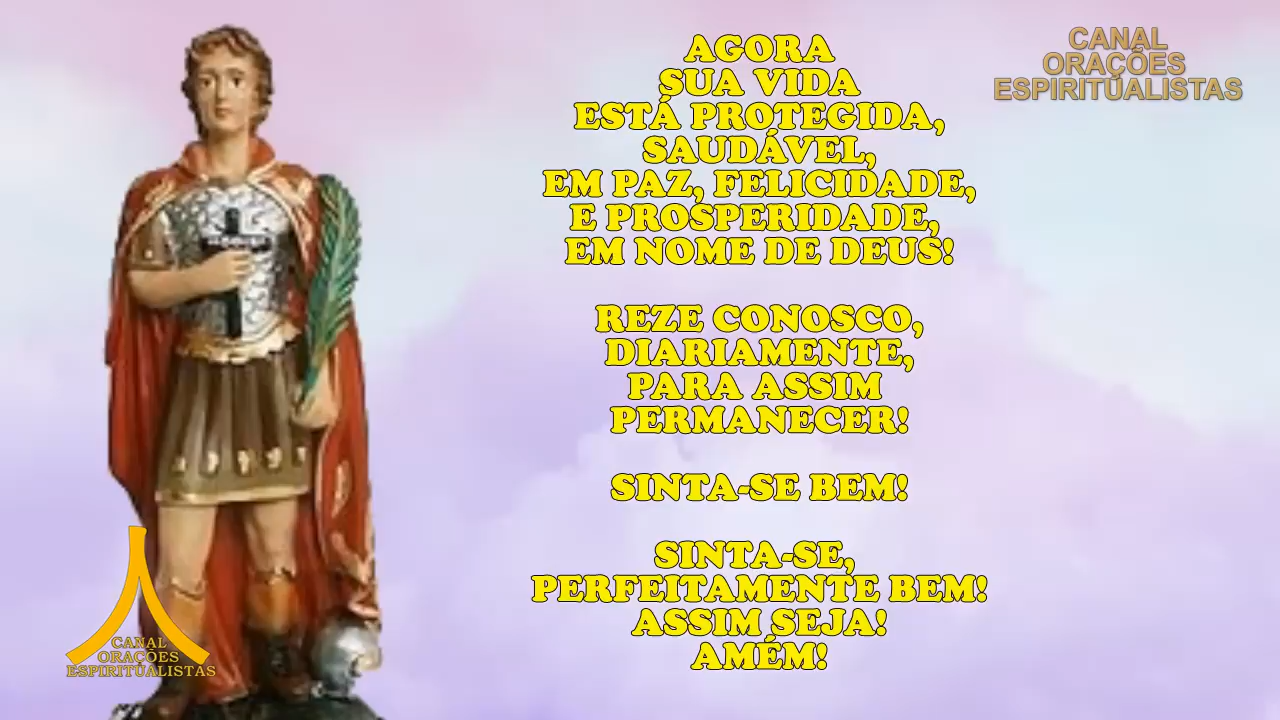 AGORA
SUA VIDA
ESTÁ PROTEGIDA,
SAUDÁVEL,
EM PAZ, FELICIDADE,
E PROSPERIDADE,
EM NOME DE DEUS!
REZE CONOSCO,
DIARIAMENTE,
PARA ASSIM
PERMANECER!
SINTA-SE BEM!
SINTA-SE,
PERFEITAMENTE BEM!
ASSIM SEJA!
AMÉM!
CANAL
ORAÇÕES
ESPIRITUALISTAS
CANAL
ORAÇÕES
ESPIRITUALISTAS